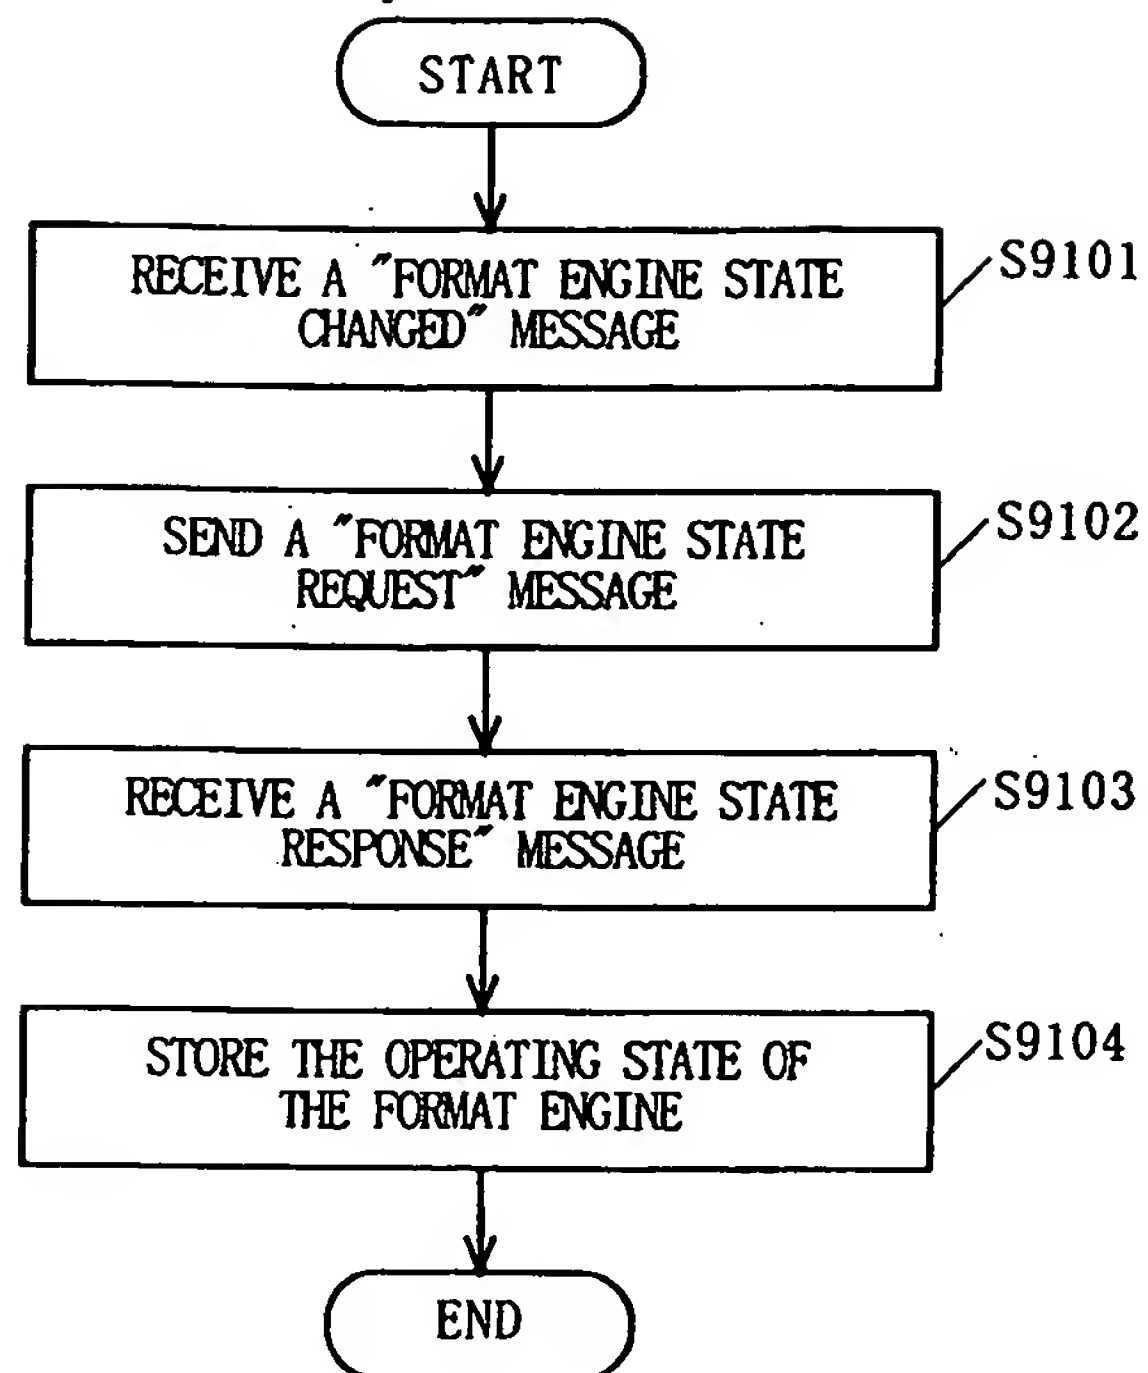 START
RECEIVE A "FORMAT ENGINE STATE
CHANGED" MESSAGE
S9101
SEND A "FORMAT ENGINE STATE
REQUEST" MESSAGE
S9102
RECEIVE A "FORMAT ENGINE STATE
RESPONSE" MESSAGE
S9103
STORE THE OPERATING STATE OF
THE FORMAT ENGINE
S9104
END